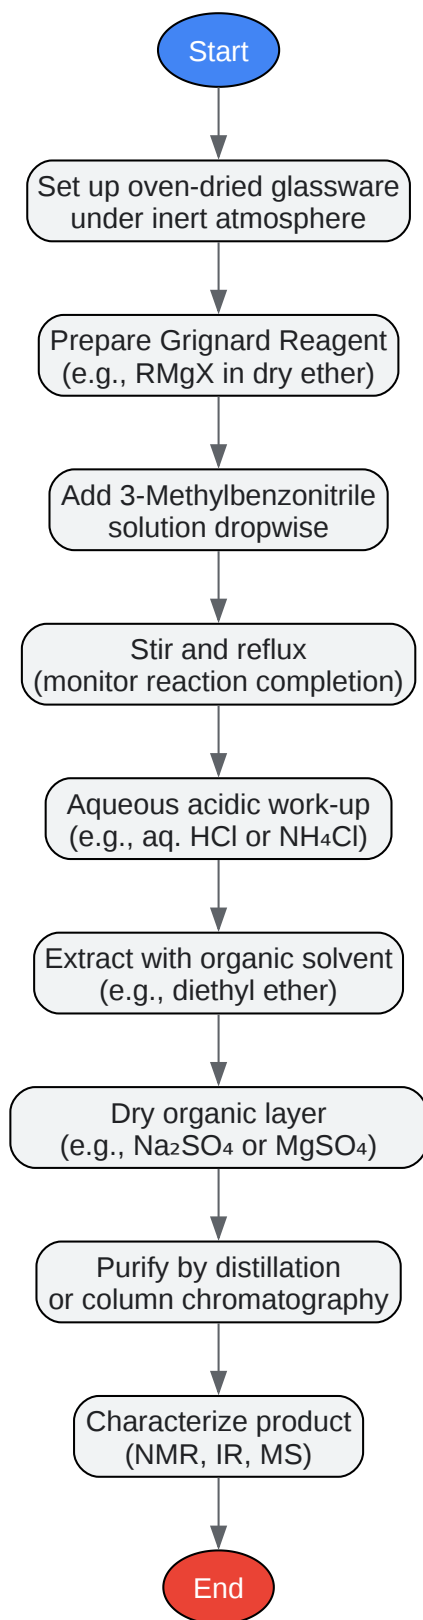 Start
Set up oven-dried glassware
under inert atmosphere
Prepare Grignard Reagent
(e.g., RMgX in dry ether)
Add 3-Methylbenzonitrile
solution dropwise
Stir and reflux
(monitor reaction completion)
Aqueous acidic work-up
(e.g., aq. HCl or NH₄Cl)
Extract with organic solvent
(e.g., diethyl ether)
Dry organic layer
(e.g., Na₂SO₄ or MgSO₄)
Purify by distillation
or column chromatography
Characterize product
(NMR, IR, MS)
End